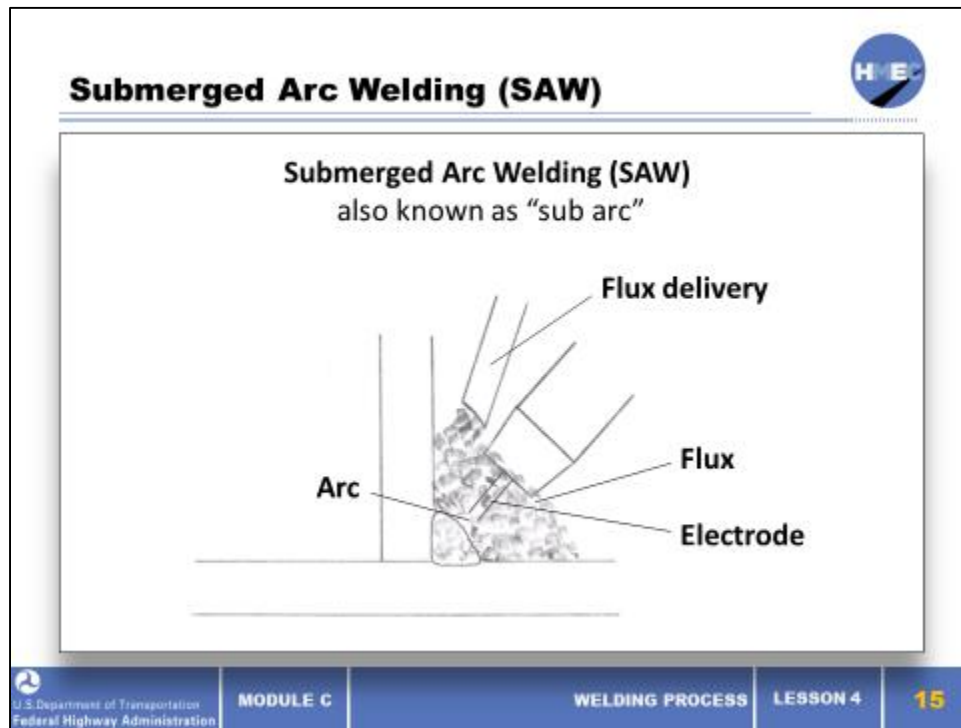 Submerged Arc Welding (SAW)
HMEC
Submerged Arc Welding (SAW)
also known as “sub arc”
Flux delivery
Flux
Arc
Electrode
U.S.Department of Transportation
Federal Highway Administration
MODULE C
WELDING PROCESS
LESSON 4
15